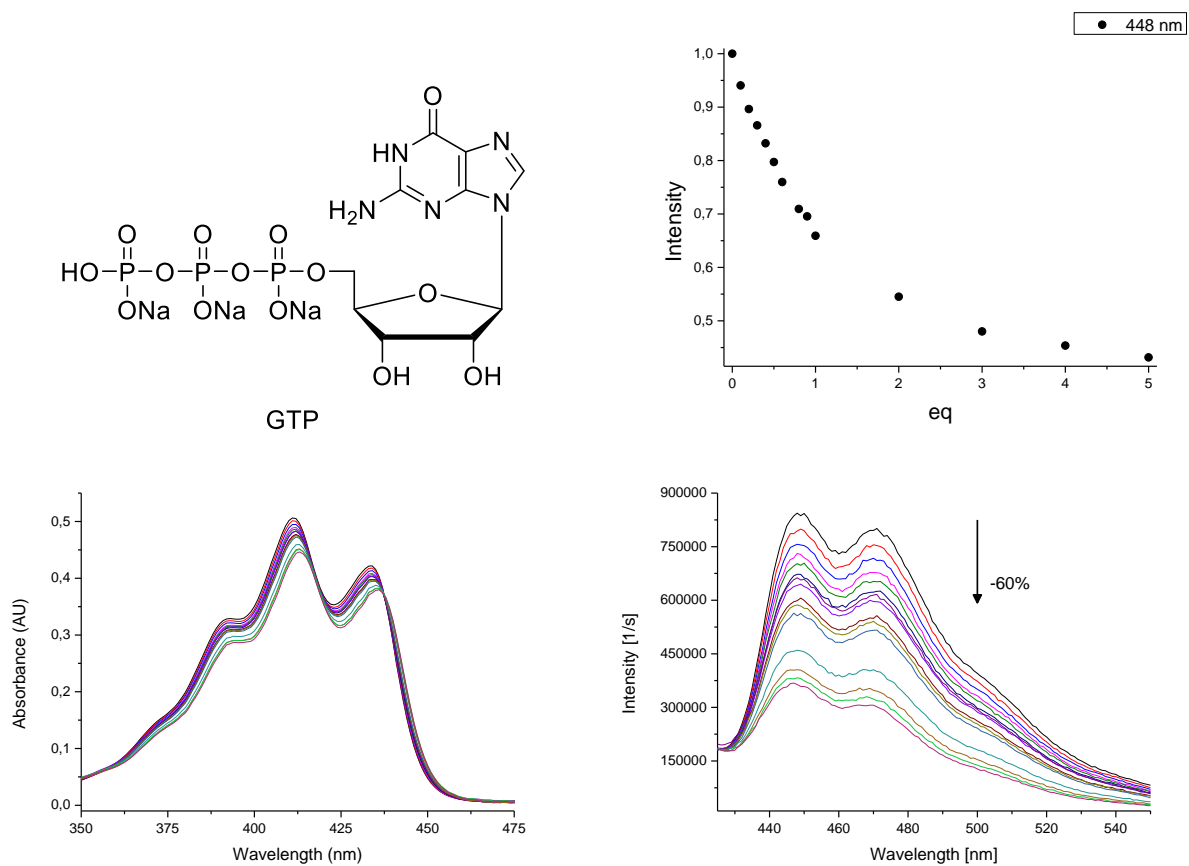 448 nm
O
N
HN
H₂N
N
N
O
O
O
HO
P
O
P
O
P
O
O
ONa
ONa
ONa
OH
OH
GTP
1,0
0,9
0,8
0,7
0,6
0,5
Intensity
0
1
2
3
4
5
eq
0,5
0,4
0,3
0,2
0,1
0,0
Absorbance (AU)
350
375
400
425
450
475
Wavelength (nm)
900000
750000
600000
450000
300000
150000
Intensity [1/s]
-60%
440
460
480
500
520
540
Wavelength [nm]